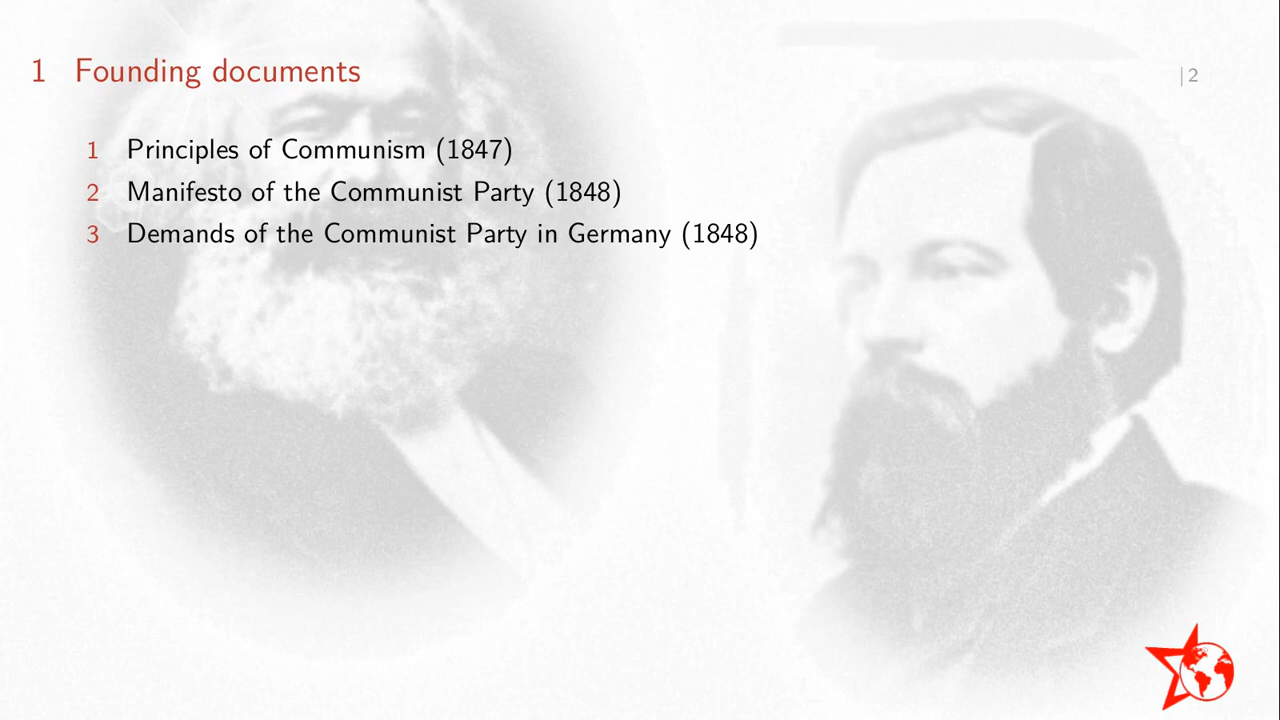 1 Founding documents
| 2
1 Principles of Communism (1847)
2 Manifesto of the Communist Party (1848)
3 Demands of the Communist Party in Germany (1848)